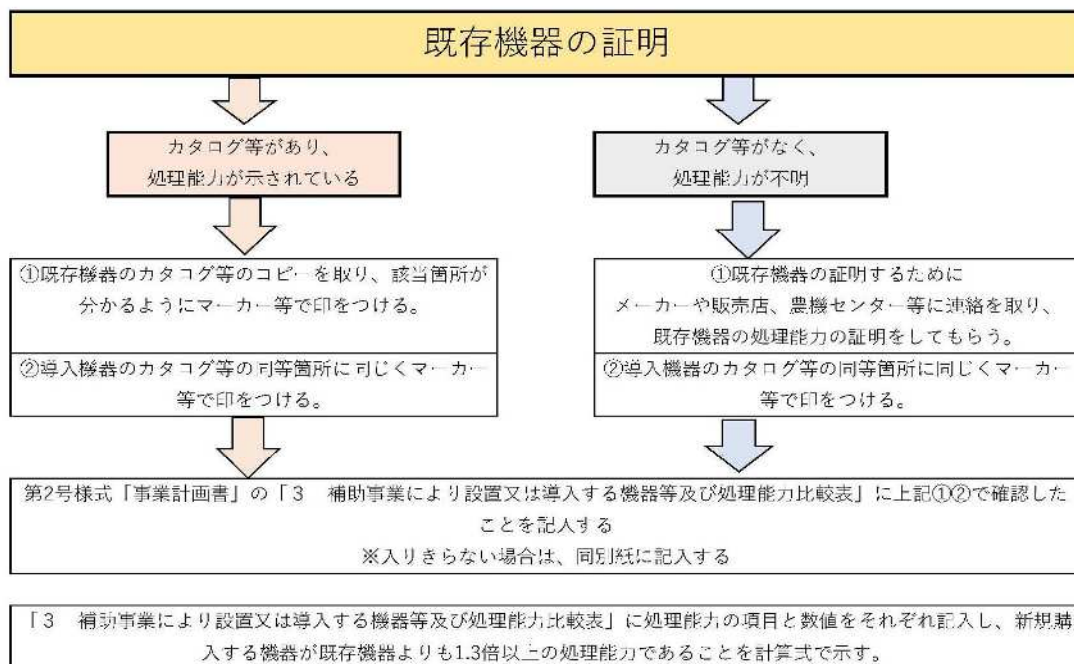 既存機器の証明
カタログ等があり、
処理能力が示されている
カタログ等がなく、
処理能力が不明
①既存機器のカタログ等のコピーを取り、該当箇所が
分かるようにマーカー等で印をつける。
②導入機器のカタログ等の同等箇所に同じくマーカー
等で印をつける。
①既存機器の証明するために
メーカーや販売店、農機センター等に連絡を取り、
既存機器の処理能力の証明をしてもらう。
②導入機器のカタログ等の同等箇所に同じくマーカー
等で印をつける。
第2号様式「事業計画書」の「3　補助事業により設置又は導入する機器等及び処理能力比較表」に上記①②で確認した
ことを記入する
※入りきらない場合は、同別紙に記入する
「3　補助事業により設置又は導入する機器等及び処理能力比較表」に処理能力の項目と数値をそれぞれ記入し、新規購
入する機器が既存機器よりも1.3倍以上の処理能力であることを計算式で示す。